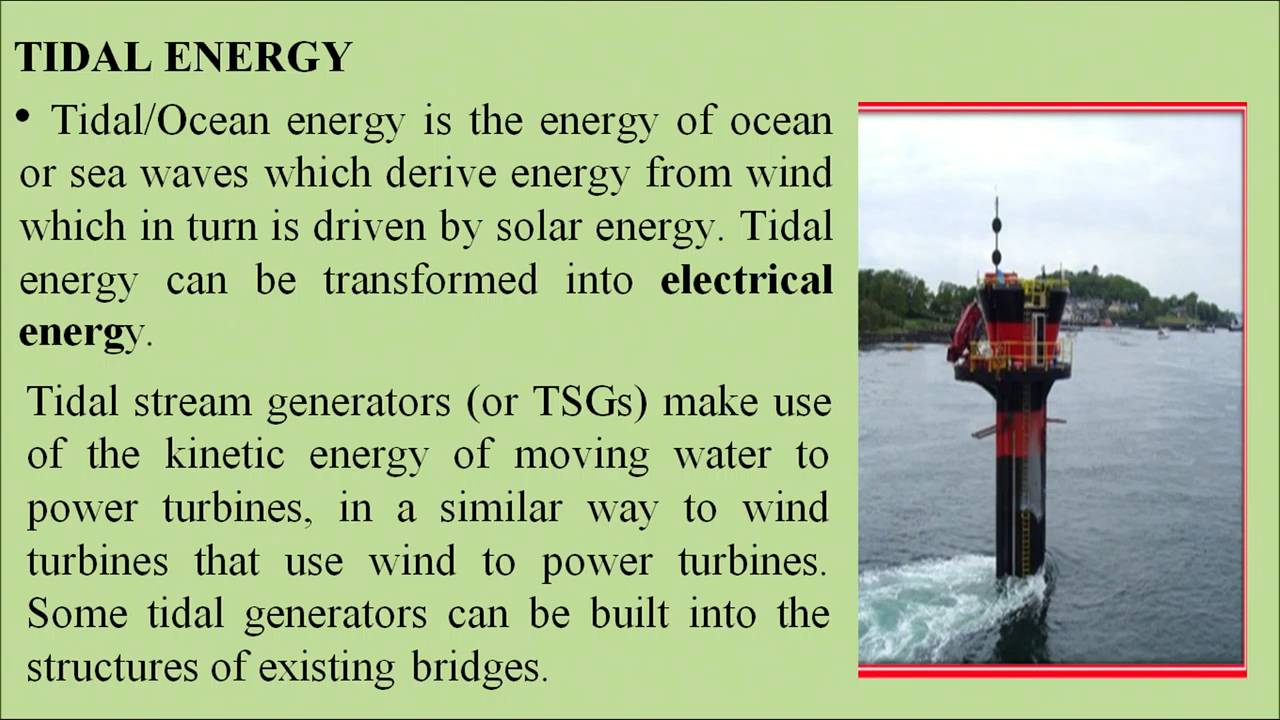 TIDAL ENERGY
• Tidal/Ocean energy is the energy of ocean
or sea waves which derive energy from wind
which in turn is driven by solar energy. Tidal
energy can be transformed into electrical
energy.
Tidal stream generators (or TSGs) make use
of the kinetic energy of moving water to
power turbines, in a similar way to wind
turbines that use wind to power turbines.
Some tidal generators can be built into the
structures of existing bridges.